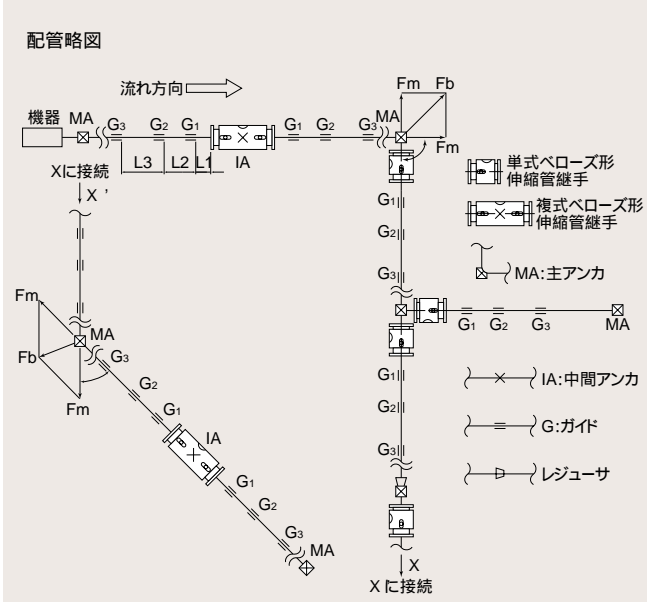 配管略図
流れ方向
機器
MA
G3
G2
G1
IA
G1
G2
G3
MA
Fm
Fb
Fm
L3
L2
L1
Xに接続
X '
単式ベローズ形
伸縮管継手
複式ベローズ形
伸縮管継手
MA:主アンカ
G1
G2
G3
G1
G2
G3
MA
IA:中間アンカ
G:ガイド
レジューサ
G1
G2
G3
X
X'に接続
Fm
MA
Fb
Fm
G3
G2
G1
IA
G1
G2
G3
MA